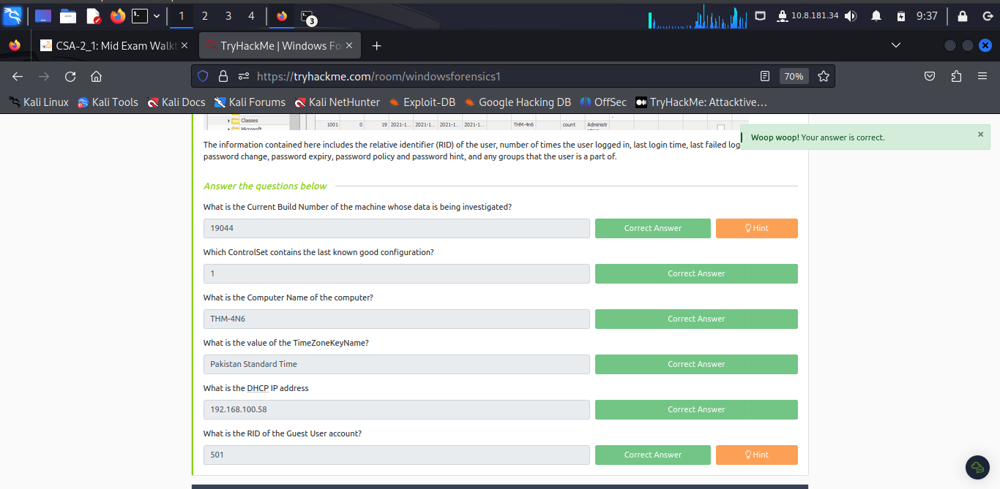 1 2 3 4 3 10.8.181.34 9:37
CSA-2_1: Mid Exam Walkt × TryHackMe | Windows Fo × +
https://tryhackme.com/room/windowsforensics1 70%
Kali Linux Kali Tools Kali Docs Kali Forums Kali NetHunter Exploit-DB Google Hacking DB OffSec TryHackMe: Attacktive…
Classes
Microsoft
1001 0 19 2021-1... 2021-1... 2021-1... 2021-1... THM-4n6 count Administr
Woop woop! Your answer is correct. ×
The information contained here includes the relative identifier (RID) of the user, number of times the user logged in, last login time, last failed log
password change, password expiry, password policy and password hint, and any groups that the user is a part of.
Answer the questions below
What is the Current Build Number of the machine whose data is being investigated?
19044 Correct Answer Hint
Which ControlSet contains the last known good configuration?
1 Correct Answer
What is the Computer Name of the computer?
THM-4N6 Correct Answer
What is the value of the TimeZoneKeyName?
Pakistan Standard Time Correct Answer
What is the DHCP IP address
192.168.100.58 Correct Answer
What is the RID of the Guest User account?
501 Correct Answer Hint